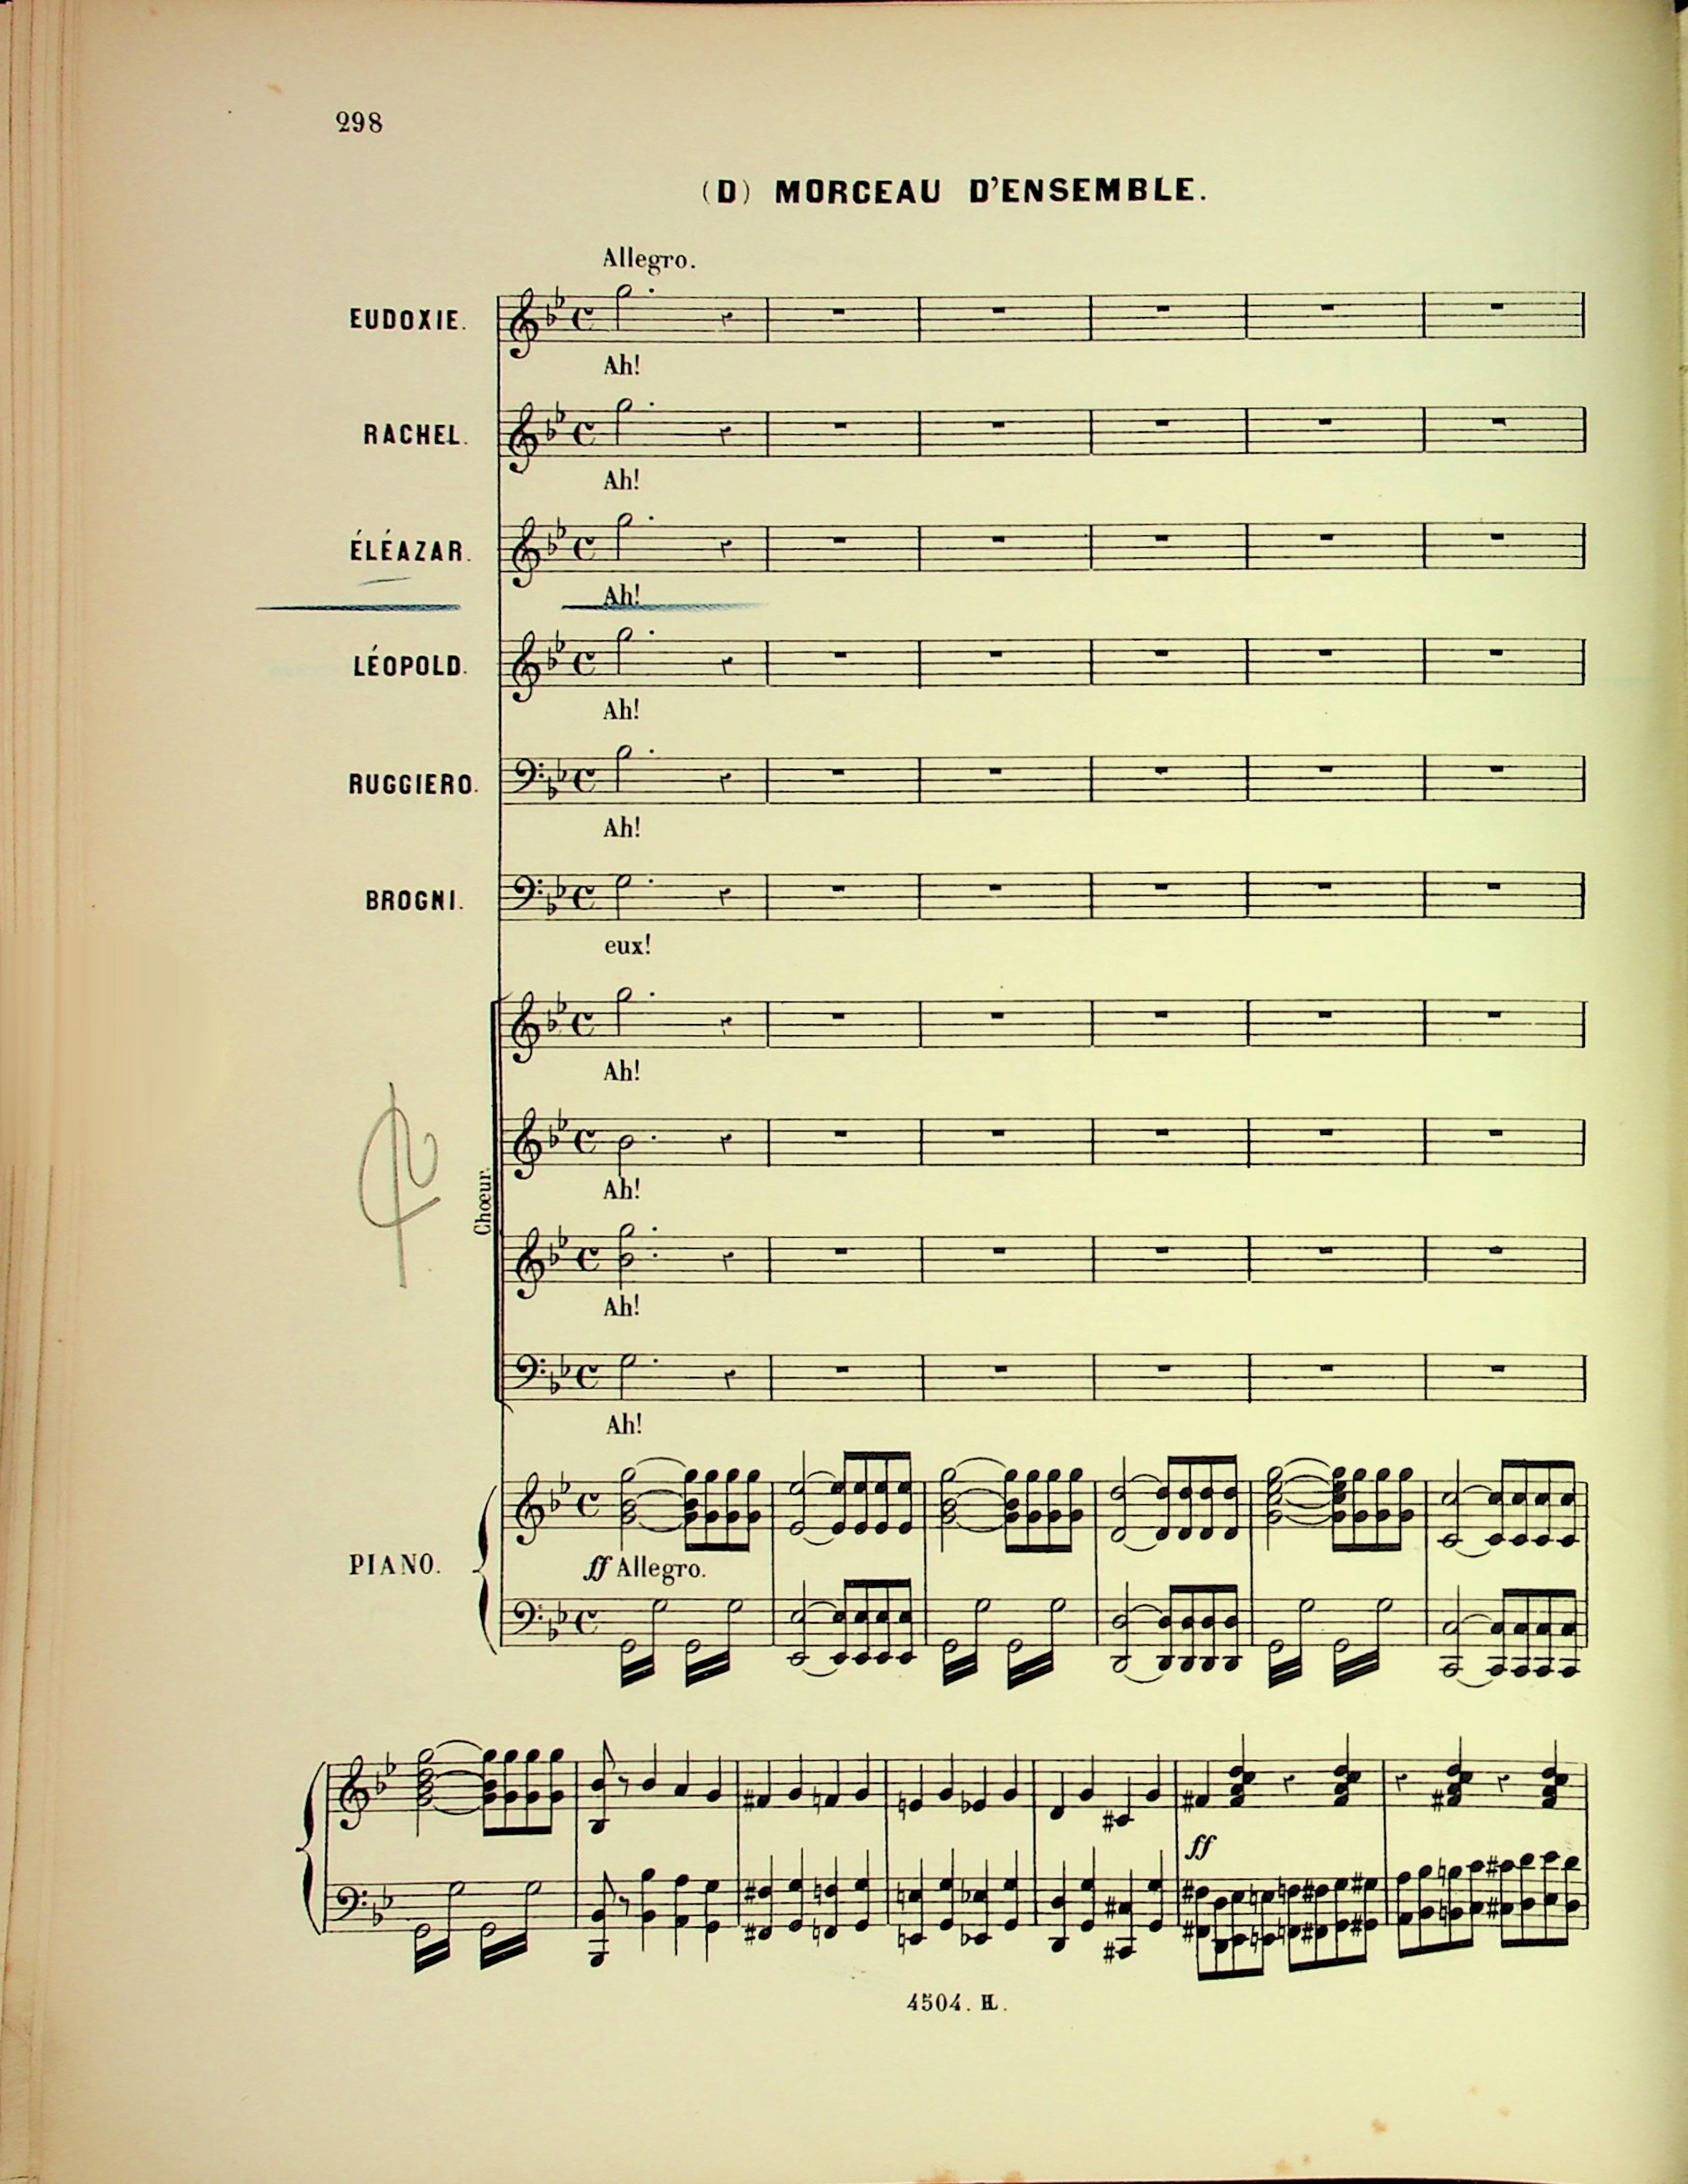 298
(D) MORCEAU D'ENSEMBLE.
Allegro.
EUDOXIE.
Ah!
RACHEL.
Ah!
ÉLÉAZAR.
Ah!
LÉOPOLD.
Ah!
RUGGIERO.
Ah!
BROGNI.
eux!
Chœur.
Ah!
Ah!
Ah!
Ah!
PIANO.
ff Allegro.
ff
4504. H.